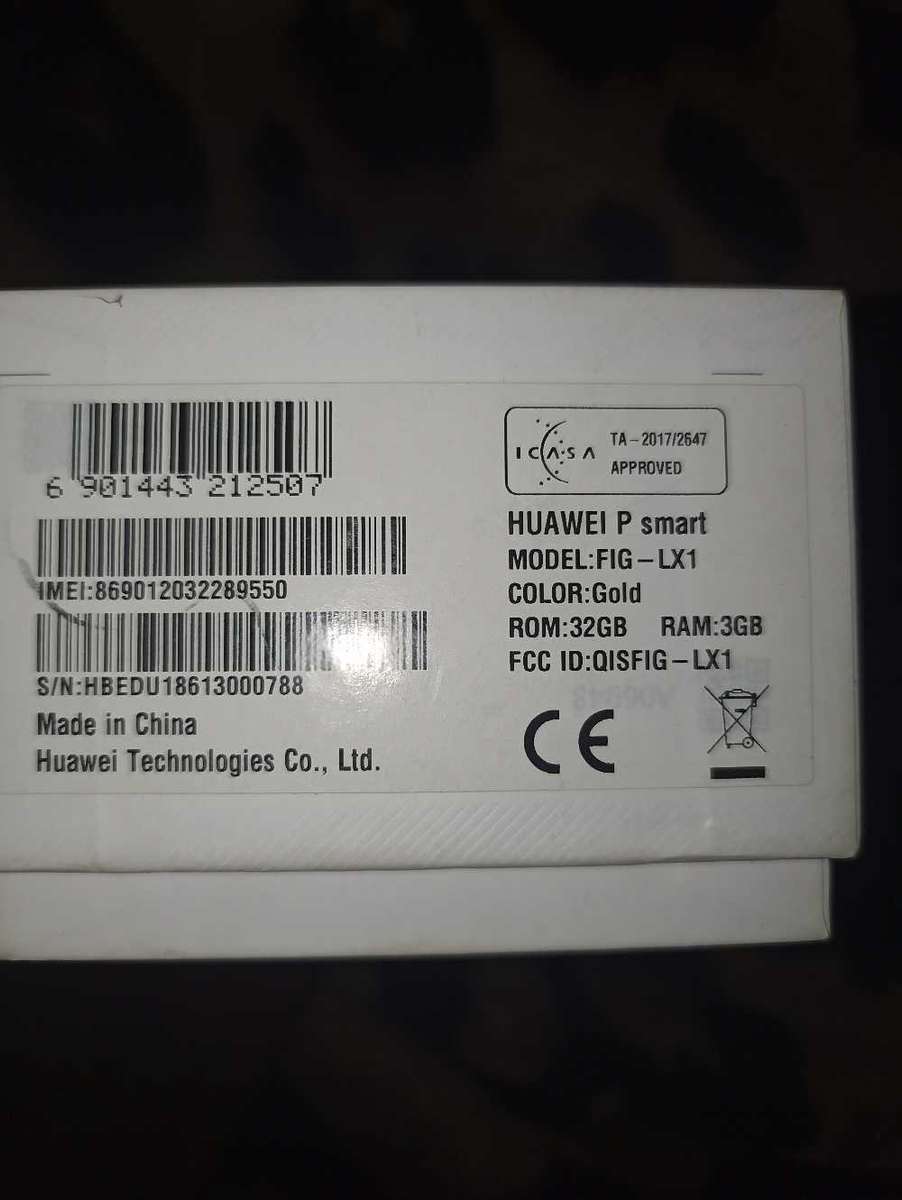 6 901443 212507
IMEI:869012032289550
S/N:HBEDU18613000788
Made in China
Huawei Technologies Co., Ltd.
ICASA
TA-2017/2647
APPROVED
HUAWEI P smart
MODEL:FIG-LX1
COLOR:Gold
ROM:32GB RAM:3GB
FCC ID:QISFIG-LX1
CE